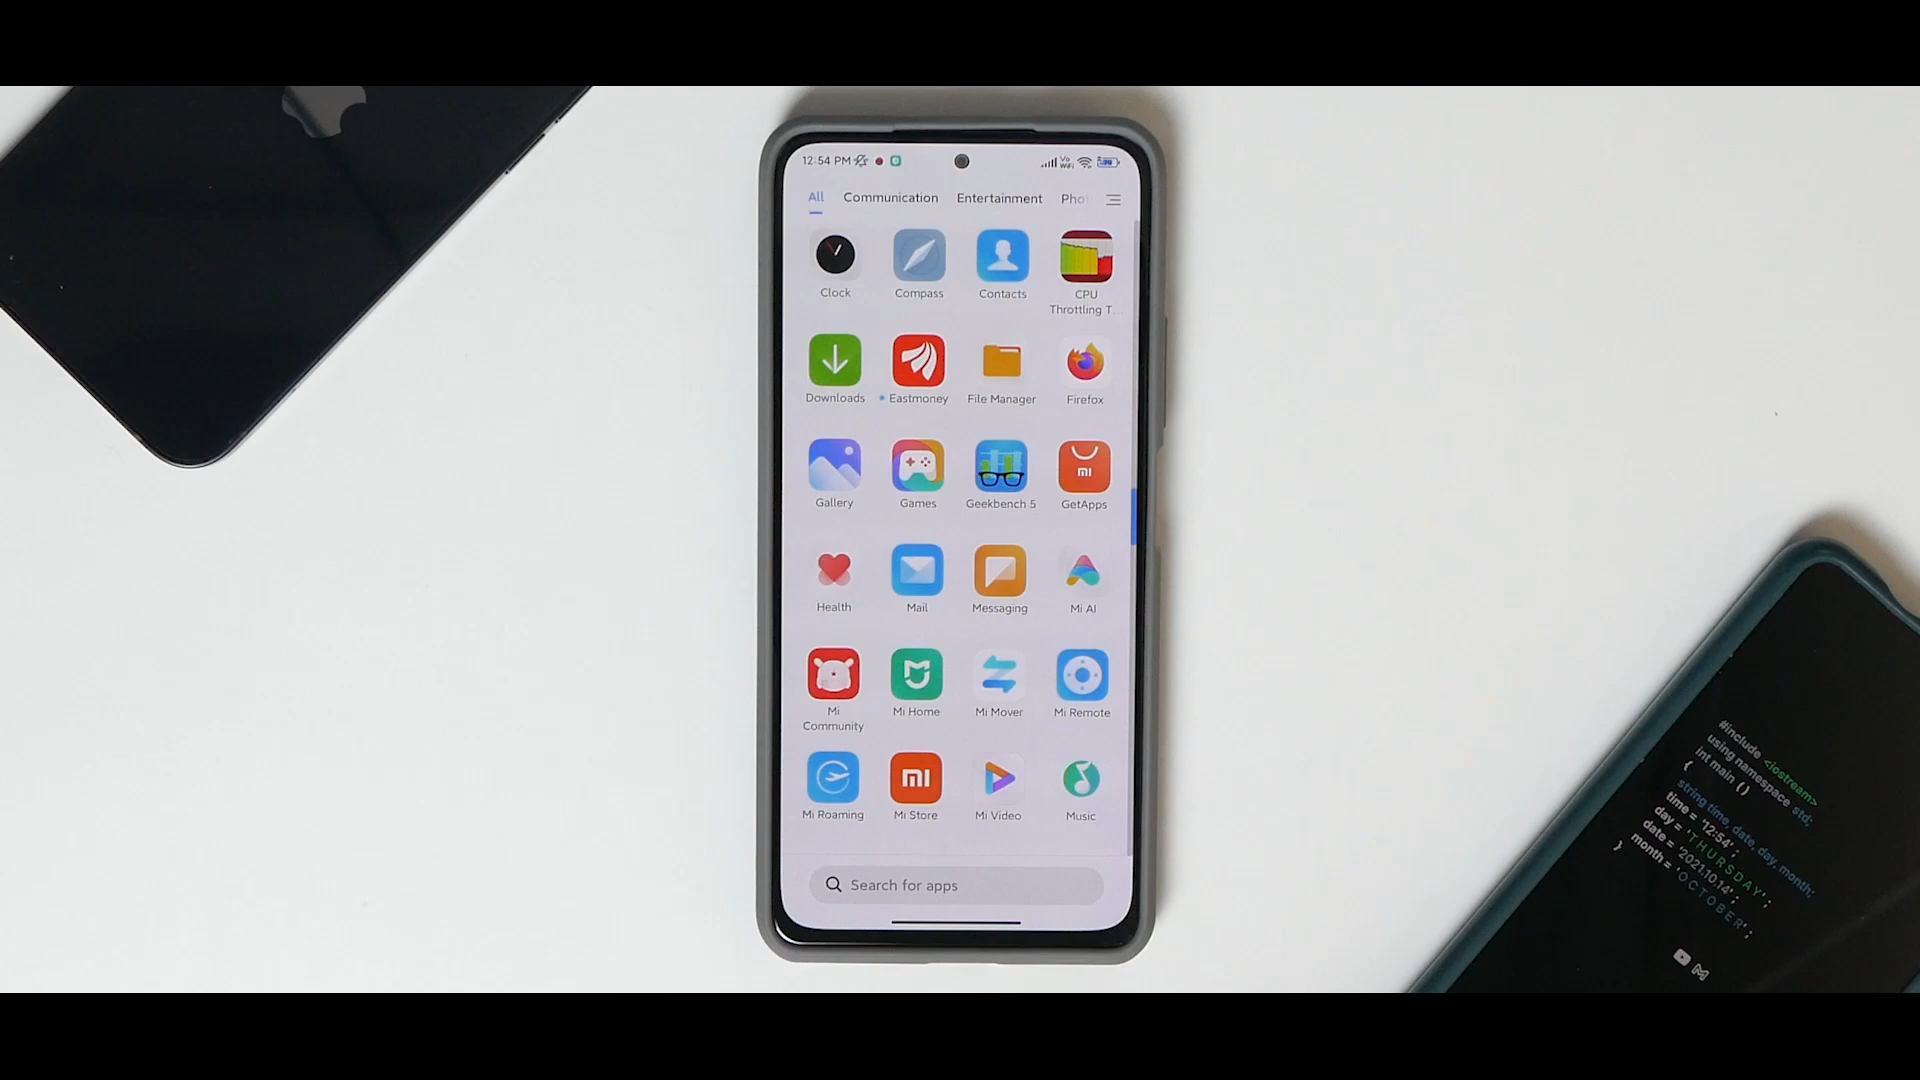 12:54 PM
Vo
WiFi
All Communication Entertainment Pho
Clock Compass Contacts CPU
Throttling T...
Downloads Eastmoney File Manager Firefox
Gallery Games Geekbench 5 GetApps
Health Mail Messaging Mi AI
Mi
Community
Mi Home Mi Mover Mi Remote
Mi Roaming Mi Store Mi Video Music
Search for apps
#include <iostream>
using namespace std;
int main ()
{
string time, date, day, month;
time = '12:54';
day = 'THURSDAY';
date = '2021.10.14';
month = 'OCTOBER';
}